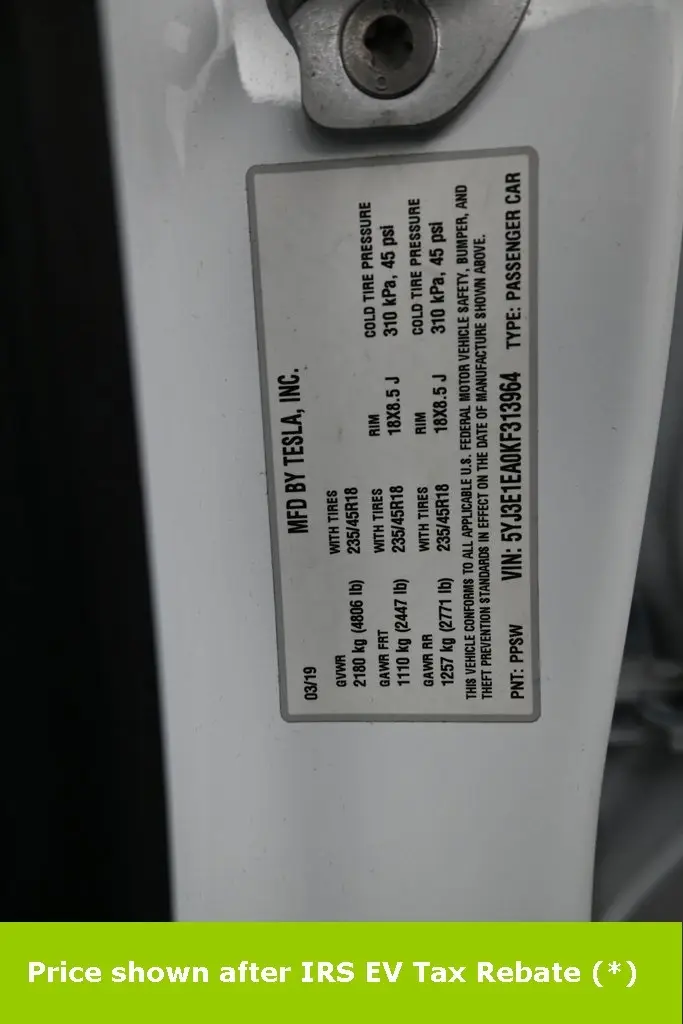 03/19 MFD BY TESLA, INC.
GVWR WITH TIRES
2180 kg (4806 lb) 235/45R18
GAWR FRT WITH TIRES RIM COLD TIRE PRESSURE
1110 kg (2447 lb) 235/45R18 18X8.5 J 310 kPa, 45 psi
GAWR RR WITH TIRES RIM COLD TIRE PRESSURE
1257 kg (2771 lb) 235/45R18 18X8.5 J 310 kPa, 45 psi
THIS VEHICLE CONFORMS TO ALL APPLICABLE U.S. FEDERAL MOTOR VEHICLE SAFETY, BUMPER, AND
THEFT PREVENTION STANDARDS IN EFFECT ON THE DATE OF MANUFACTURE SHOWN ABOVE.
PNT: PPSW VIN: 5YJ3E1EA0KF313964 TYPE: PASSENGER CAR
Price shown after IRS EV Tax Rebate (*)